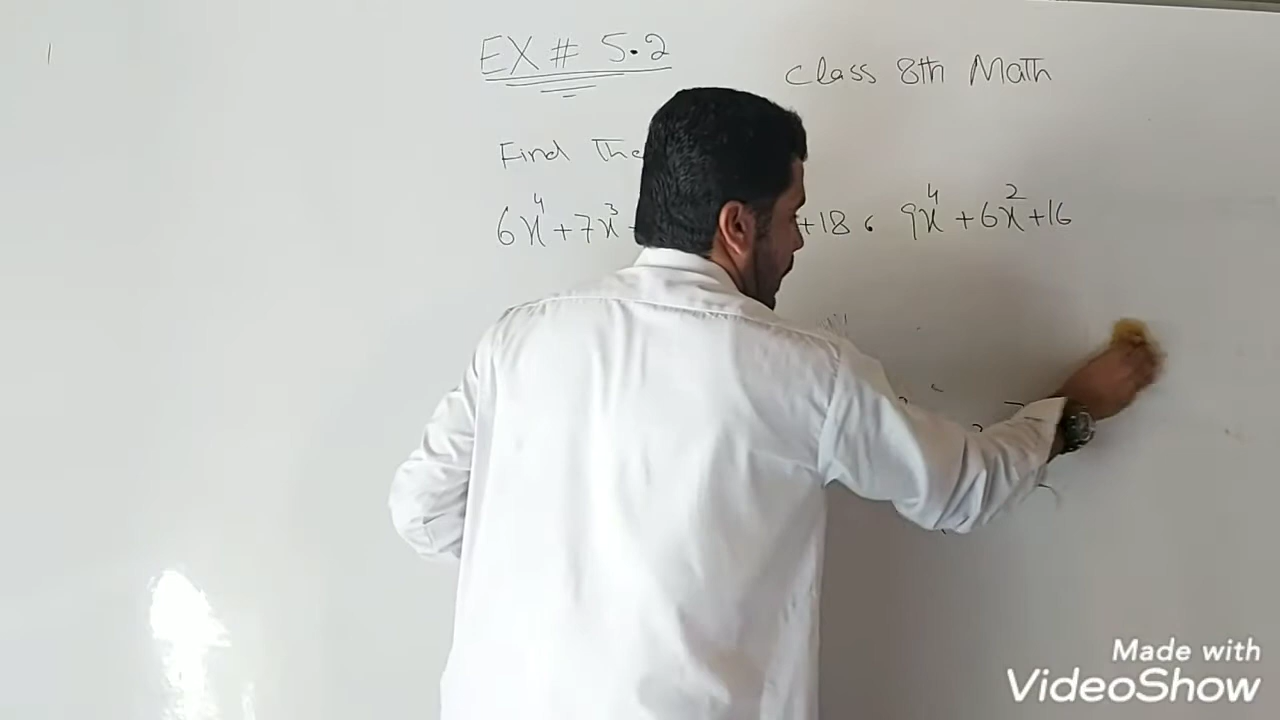 EX # 5.2
Class 8th Math
Find The
6x⁴+7x³ +18, 9x⁴+6x²+16
Made with
VideoShow